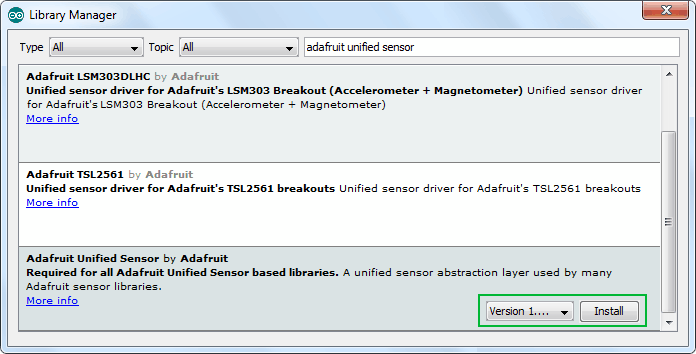 Library Manager
Type All Topic All adafruit unified sensor
Adafruit LSM303DLHC by Adafruit
Unified sensor driver for Adafruit's LSM303 Breakout (Accelerometer + Magnetometer) Unified sensor driver
for Adafruit's LSM303 Breakout (Accelerometer + Magnetometer)
More info
Adafruit TSL2561 by Adafruit
Unified sensor driver for Adafruit's TSL2561 breakouts Unified sensor driver for Adafruit's TSL2561 breakouts
More info
Adafruit Unified Sensor by Adafruit
Required for all Adafruit Unified Sensor based libraries. A unified sensor abstraction layer used by many
Adafruit sensor libraries.
More info
Version 1.... Install